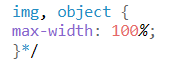 img, object {
max-width: 100%;
}*/